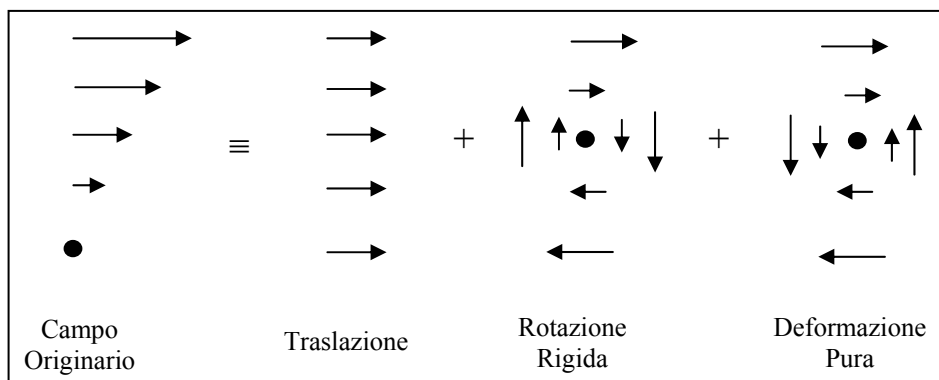 ≡
+
+
Campo
Originario
Traslazione
Rotazione
Rigida
Deformazione
Pura